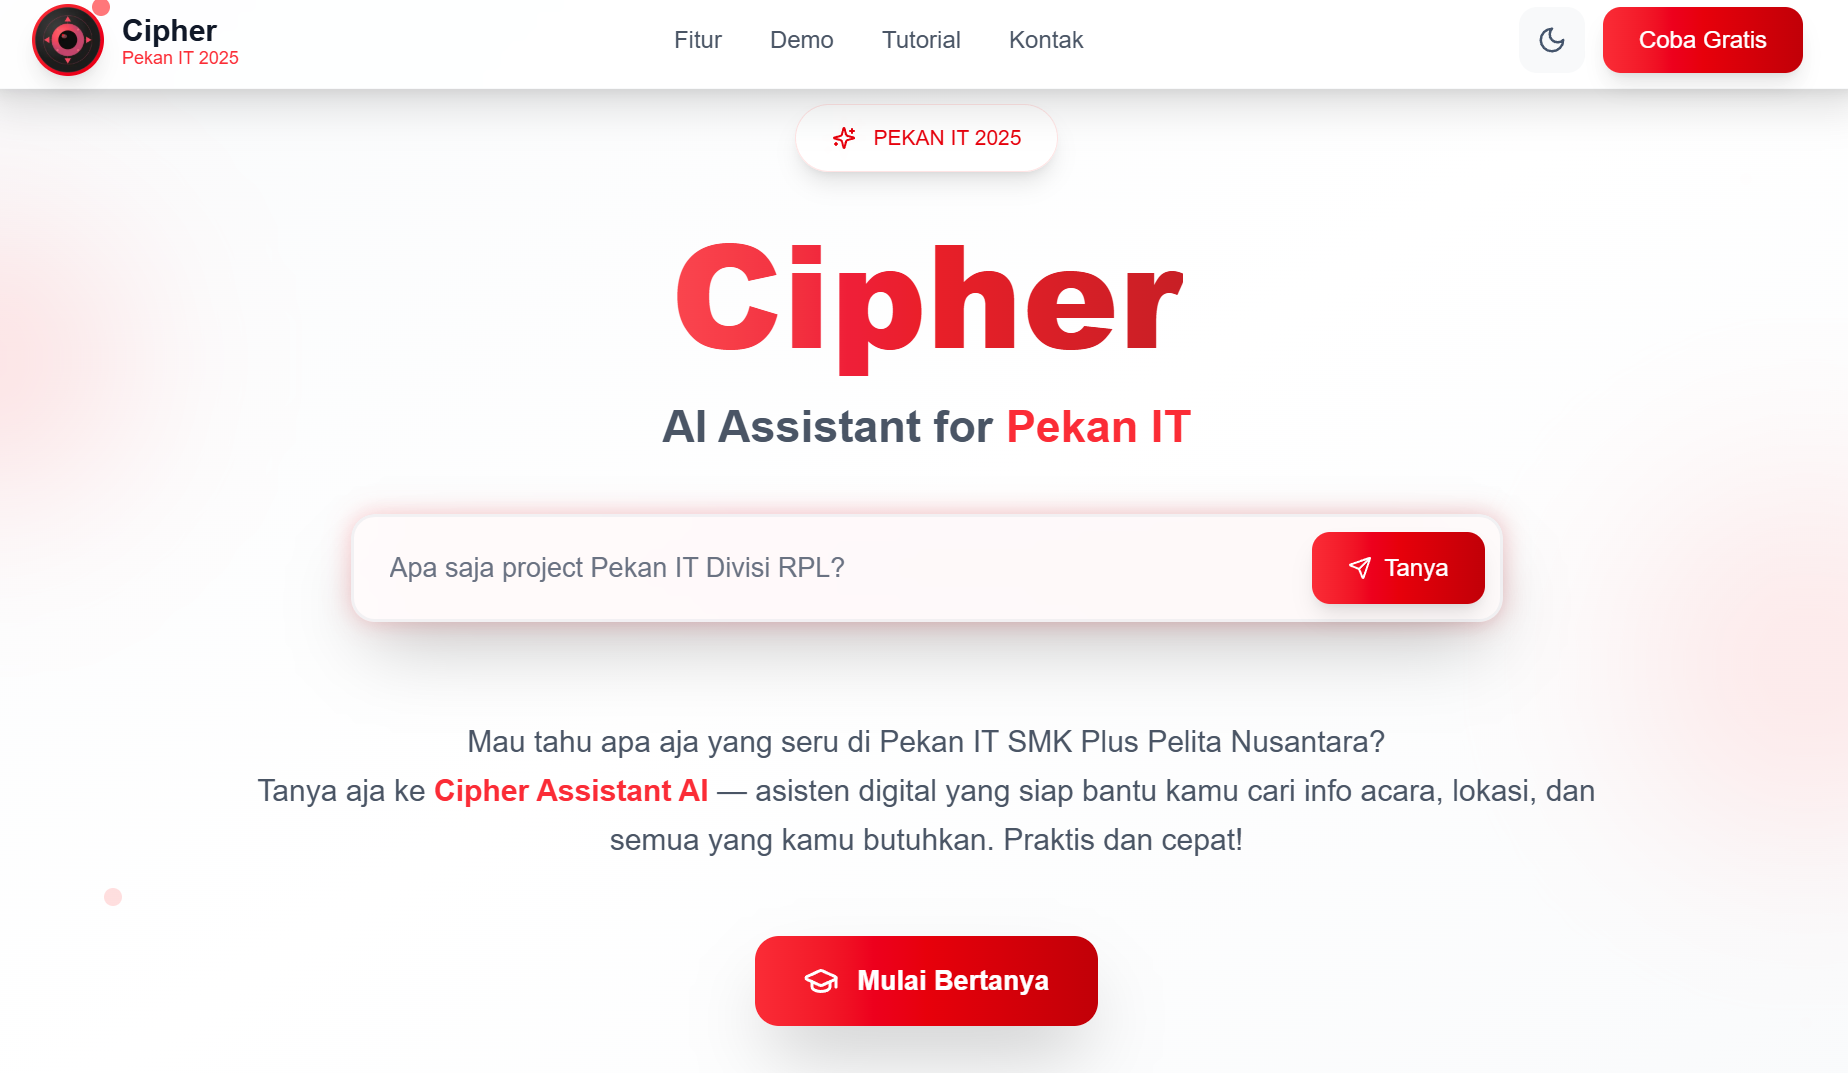 Cipher
Pekan IT 2025
Fitur
Demo
Tutorial
Kontak
Coba Gratis
PEKAN IT 2025
Cipher
AI Assistant for Pekan IT
Apa saja project Pekan IT Divisi RPL?
Tanya
Mau tahu apa aja yang seru di Pekan IT SMK Plus Pelita Nusantara?
Tanya aja ke Cipher Assistant AI — asisten digital yang siap bantu kamu cari info acara, lokasi, dan
semua yang kamu butuhkan. Praktis dan cepat!
Mulai Bertanya